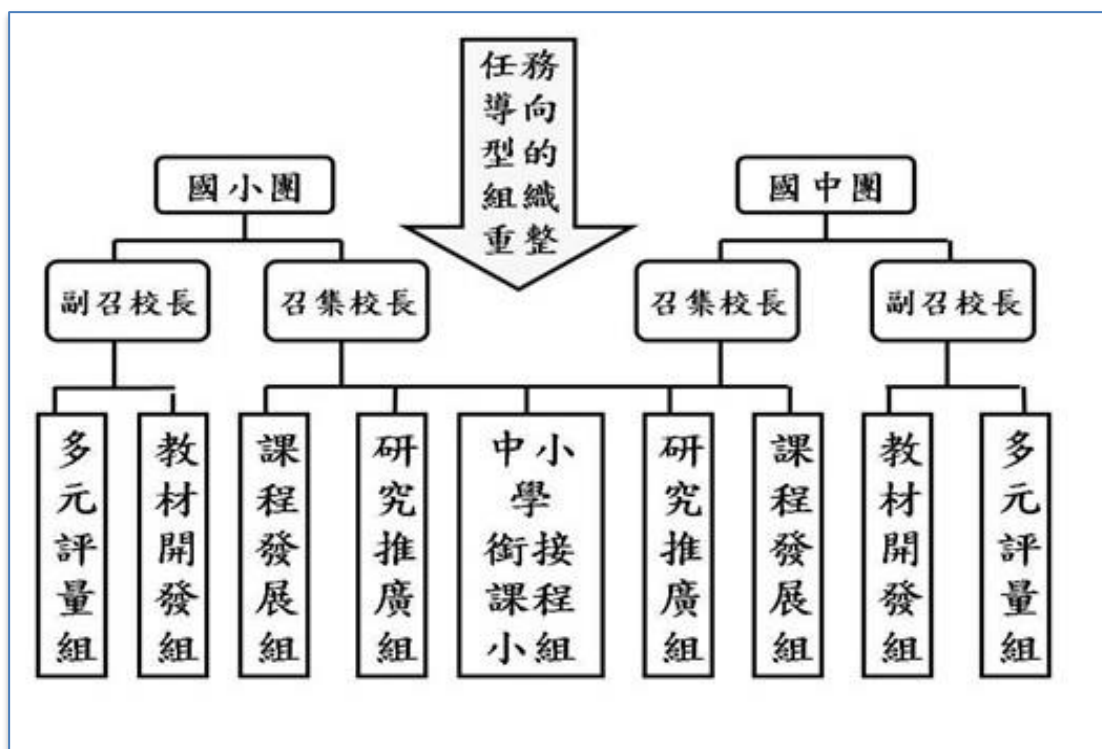 任務
導向
型的
組織
重整
國小團
國中團
副召校長
召集校長
召集校長
副召校長
多元評量組
教材開發組
課程發展組
研究推廣組
中小
學
銜接
課程
小組
研究推廣組
課程發展組
教材開發組
多元評量組